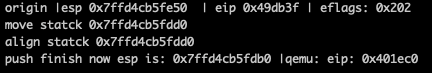 origin |esp 0x7ffd4cb5fe50 | eip 0x49db3f | eflags: 0x202
move statck 0x7ffd4cb5fdd0
align statck 0x7ffd4cb5fdd0
push finish now esp is: 0x7ffd4cb5fdb0 |qemu: eip: 0x401ec0